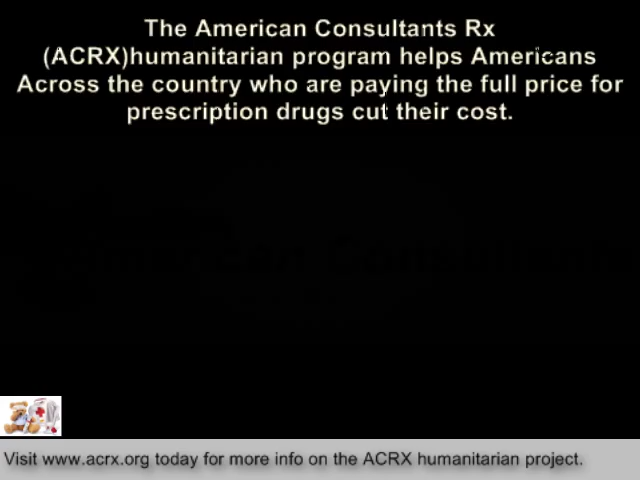 The American Consultants Rx
(ACRX)humanitarian program helps Americans
Across the country who are paying the full price for
prescription drugs cut their cost.
Visit www.acrx.org today for more info on the ACRX humanitarian project.